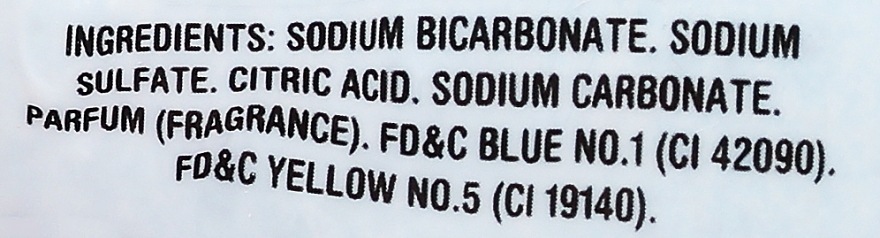 INGREDIENTS: SODIUM BICARBONATE. SODIUM
SULFATE. CITRIC ACID. SODIUM CARBONATE.
PARFUM (FRAGRANCE). FD&C BLUE NO.1 (CI 42090).
FD&C YELLOW NO.5 (CI 19140).